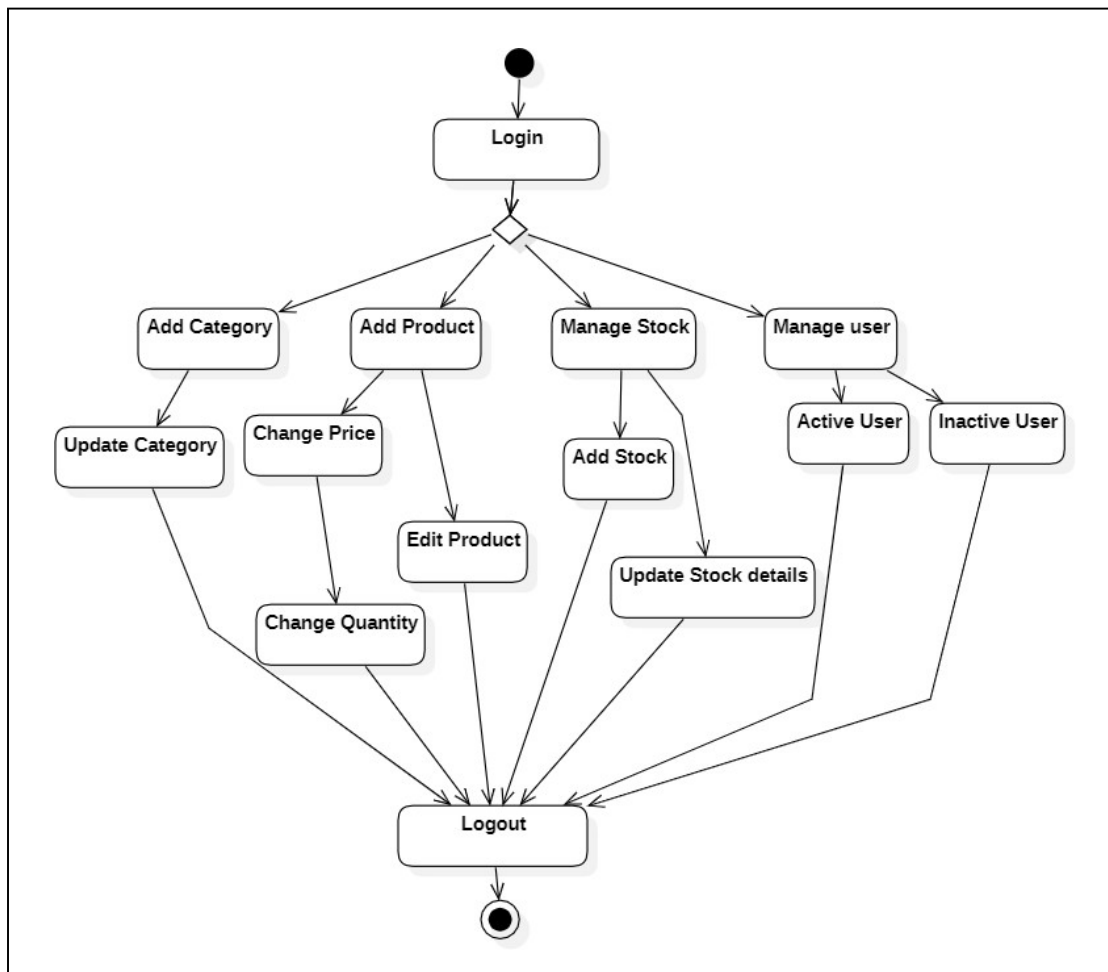 Login
Add Category
Add Product
Manage Stock
Manage user
Update Category
Change Price
Add Stock
Active User
Inactive User
Edit Product
Update Stock details
Change Quantity
Logout